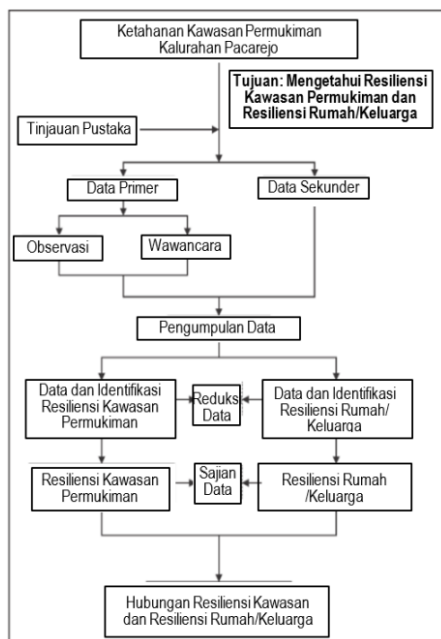 Ketahanan Kawasan Permukiman
Kalurahan Pacarejo
Tujuan: Mengetahui Resiliensi
Kawasan Permukiman dan
Resiliensi Rumah/Keluarga
Tinjauan Pustaka
Data Primer
Data Sekunder
Observasi
Wawancara
Pengumpulan Data
Data dan Identifikasi
Resiliensi Kawasan
Permukiman
Reduks
Data
Data dan Identifikasi
Resiliensi Rumah/
Keluarga
Resiliensi Kawasan
Permukiman
Sajian
Data
Resiliensi Rumah
/Keluarga
Hubungan Resiliensi Kawasan
dan Resiliensi Rumah/Keluarga